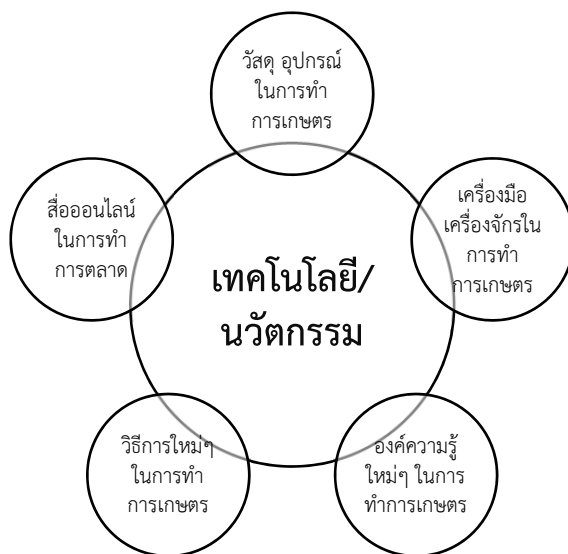 วัสดุ อุปกรณ์
ในการทำ
การเกษตร
สื่อออนไลน์
ในการทำ
การตลาด
เครื่องมือ
เครื่องจักรใน
การทำ
การเกษตร
เทคโนโลยี/
นวัตกรรม
วิธีการใหม่ๆ
ในการทำ
การเกษตร
องค์ความรู้
ใหม่ๆ ในการ
ทำการเกษตร